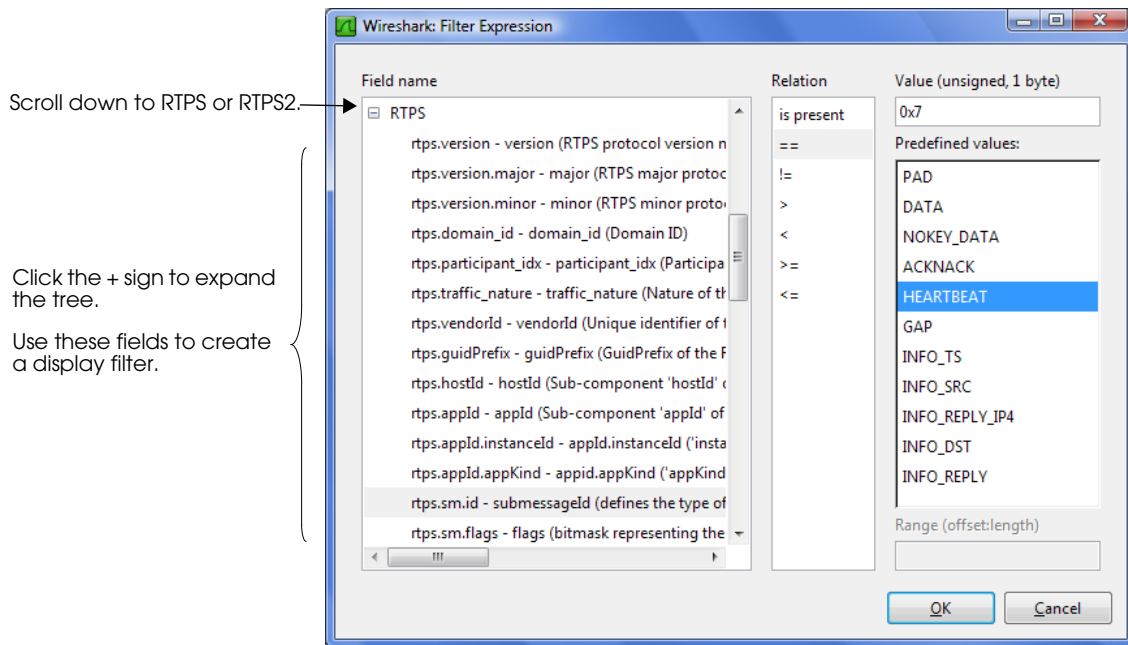 Wireshark: Filter Expression
Field name
Relation
Value (unsigned, 1 byte)
Scroll down to RTPS or RTPS2.
RTPS
is present
0x7
rtps.version - version (RTPS protocol version n
==
Predefined values:
rtps.version.major - major (RTPS major protoc
!=
PAD
rtps.version.minor - minor (RTPS minor proto
>
DATA
rtps.domain_id - domain_id (Domain ID)
<
NOKEY_DATA
Click the + sign to expand
the tree.
rtps.participant_idx - participant_idx (Participa
>=
ACKNACK
rtps.traffic_nature - traffic_nature (Nature of th
<=
HEARTBEAT
Use these fields to create
a display filter.
rtps.vendorId - vendorId (Unique identifier of t
GAP
rtps.guidPrefix - guidPrefix (GuidPrefix of the P
INFO_TS
rtps.hostId - hostId (Sub-component 'hostId' o
INFO_SRC
rtps.appId - appId (Sub-component 'appId' of
INFO_REPLY_IP4
rtps.appId.instanceId - appId.instanceId ('insta
INFO_DST
rtps.appId.appKind - appid.appKind ('appKind
INFO_REPLY
rtps.sm.id - submessageId (defines the type of
rtps.sm.flags - flags (bitmask representing the
Range (offset:length)
OK
Cancel